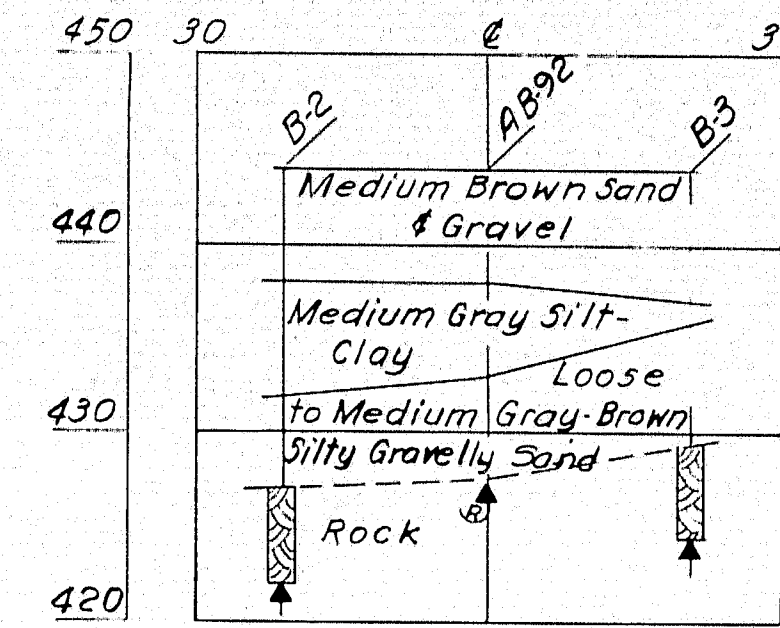 450 30 ℄ 3
B-2 AB-92 B-3
Medium Brown Sand
& Gravel
440
Medium Gray Silt-
Clay
Loose
430
to Medium Gray-Brown
Silty Gravelly Sand
R
Rock
420